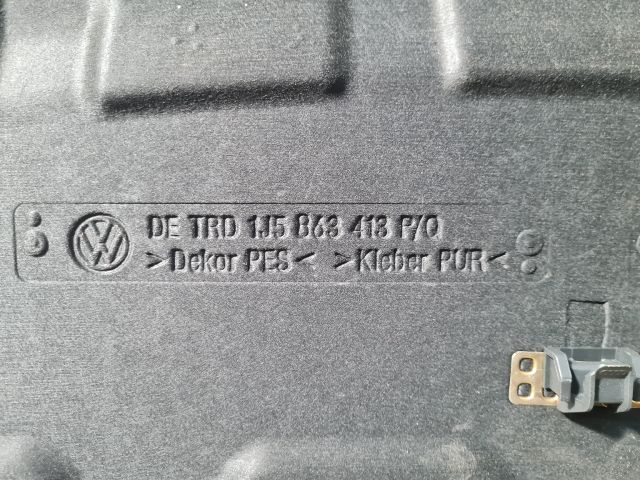 DE TRD 1J5 863 413 P/Q
>Dekor PES< >Kleber PUR<